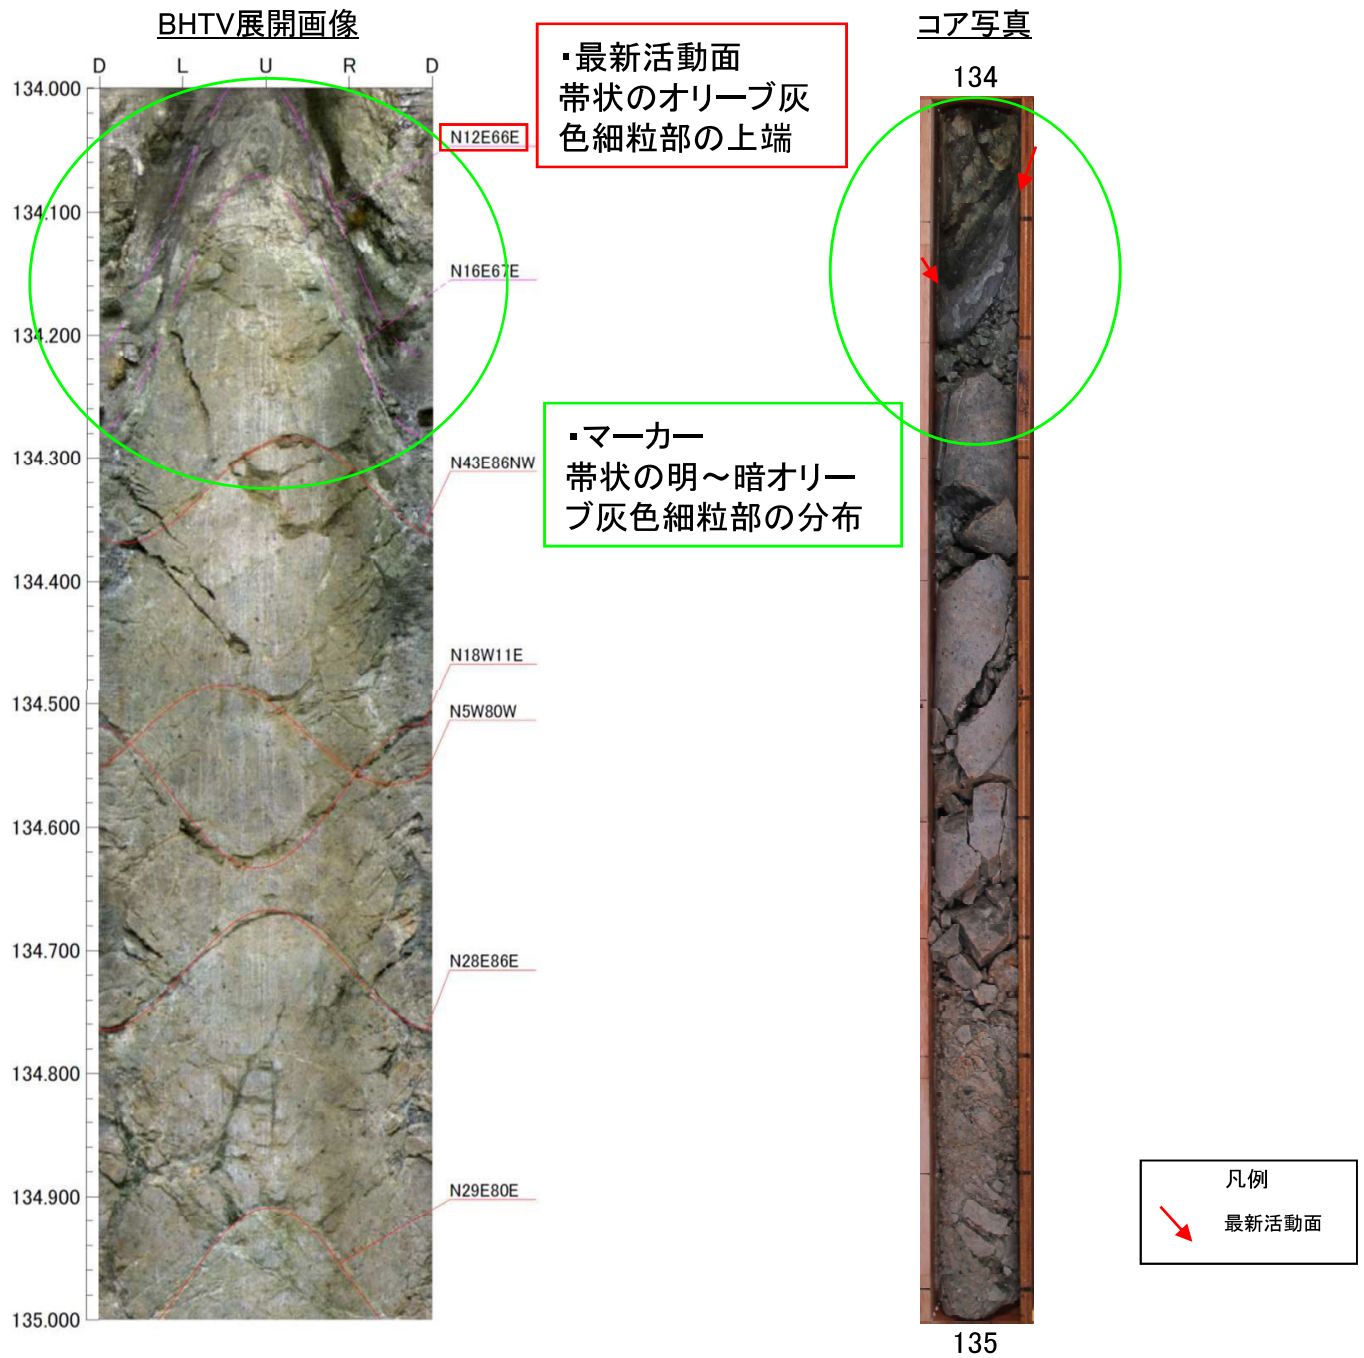 BHTV展開画像
コア写真
D L U R D
134
134.000
134.100
134.200
134.300
134.400
134.500
134.600
134.700
134.800
134.900
135.000
N12E66E
N16E67E
N43E86NW
N18W11E
N5W80W
N28E86E
N29E80E
・最新活動面
帯状のオリーブ灰
色細粒部の上端
・マーカー
帯状の明～暗オリー
ブ灰色細粒部の分布
凡例
最新活動面
135